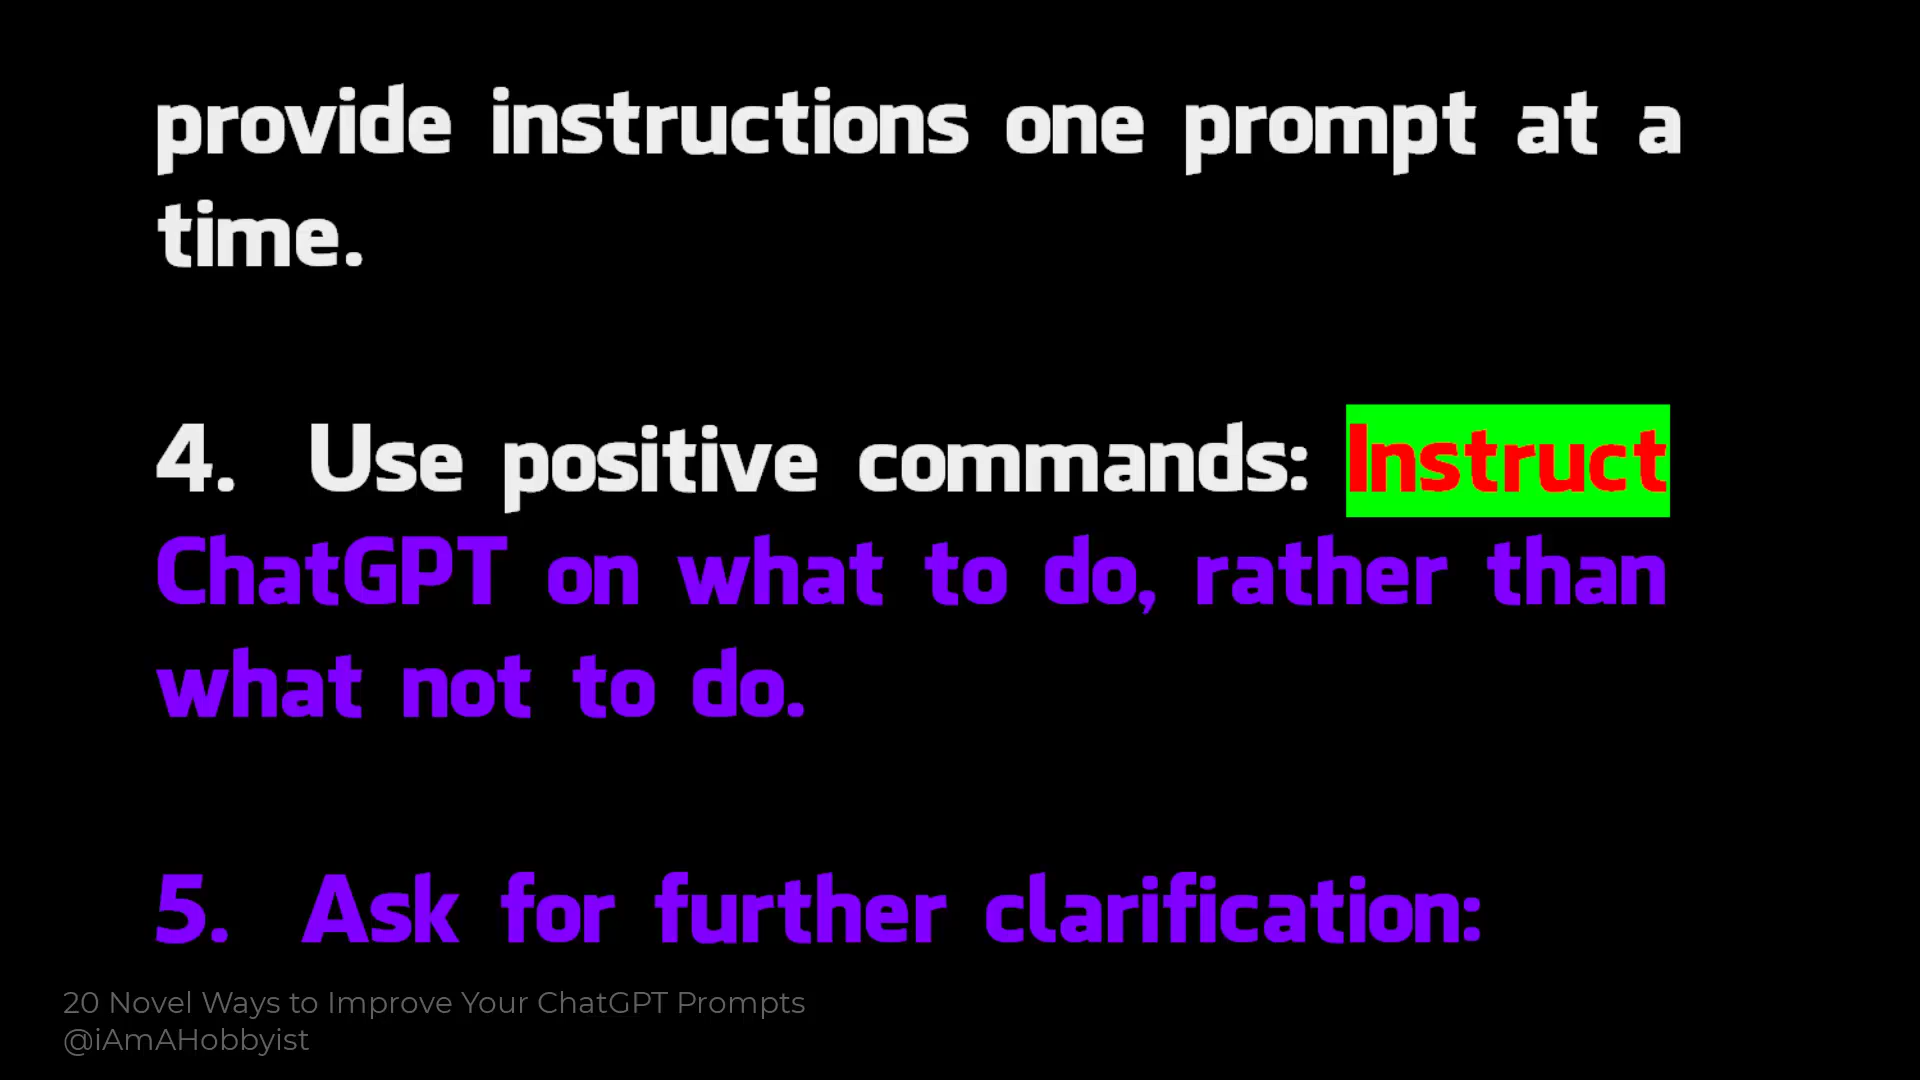 provide instructions one prompt at a
time.
4. Use positive commands: Instruct
ChatGPT on what to do, rather than
what not to do.
5. Ask for further clarification:
20 Novel Ways to Improve Your ChatGPT Prompts
@iAmAHobbyist